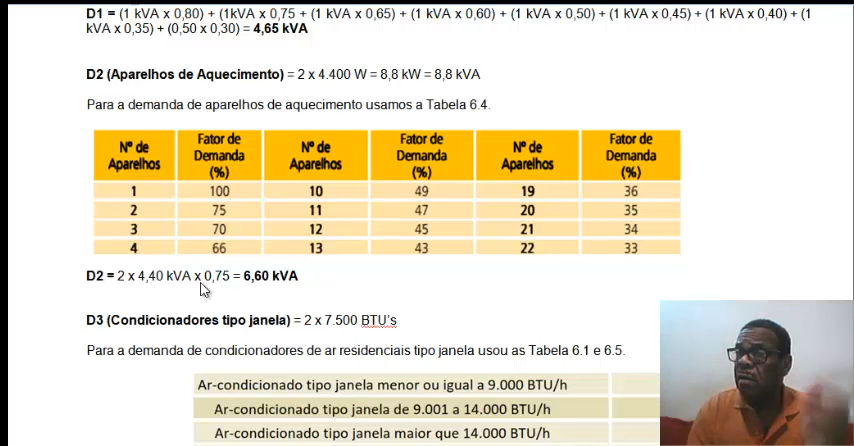 D1 = (1 kVA x 0,80) + (1kVA x 0,75 + (1 kVA x 0,65) + (1 kVA x 0,60) + (1 kVA x 0,50) + (1 kVA x 0,45) + (1 kVA x 0,40) + (1
kVA x 0,35) + (0,50 x 0,30) = 4,65 kVA
D2 (Aparelhos de Aquecimento) = 2 x 4.400 W = 8,8 kW = 8,8 kVA
Para a demanda de aparelhos de aquecimento usamos a Tabela 6.4.
Nº de Aparelhos Fator de Demanda (%) Nº de Aparelhos Fator de Demanda (%) Nº de Aparelhos Fator de Demanda (%)
1 100 10 49 19 36
2 75 11 47 20 35
3 70 12 45 21 34
4 66 13 43 22 33
D2 = 2 x 4,40 kVA x 0,75 = 6,60 kVA
D3 (Condicionadores tipo janela) = 2 x 7.500 BTU's
Para a demanda de condicionadores de ar residenciais tipo janela usou as Tabela 6.1 e 6.5.
Ar-condicionado tipo janela menor ou igual a 9.000 BTU/h
Ar-condicionado tipo janela de 9.001 a 14.000 BTU/h
Ar-condicionado tipo janela maior que 14.000 BTU/h